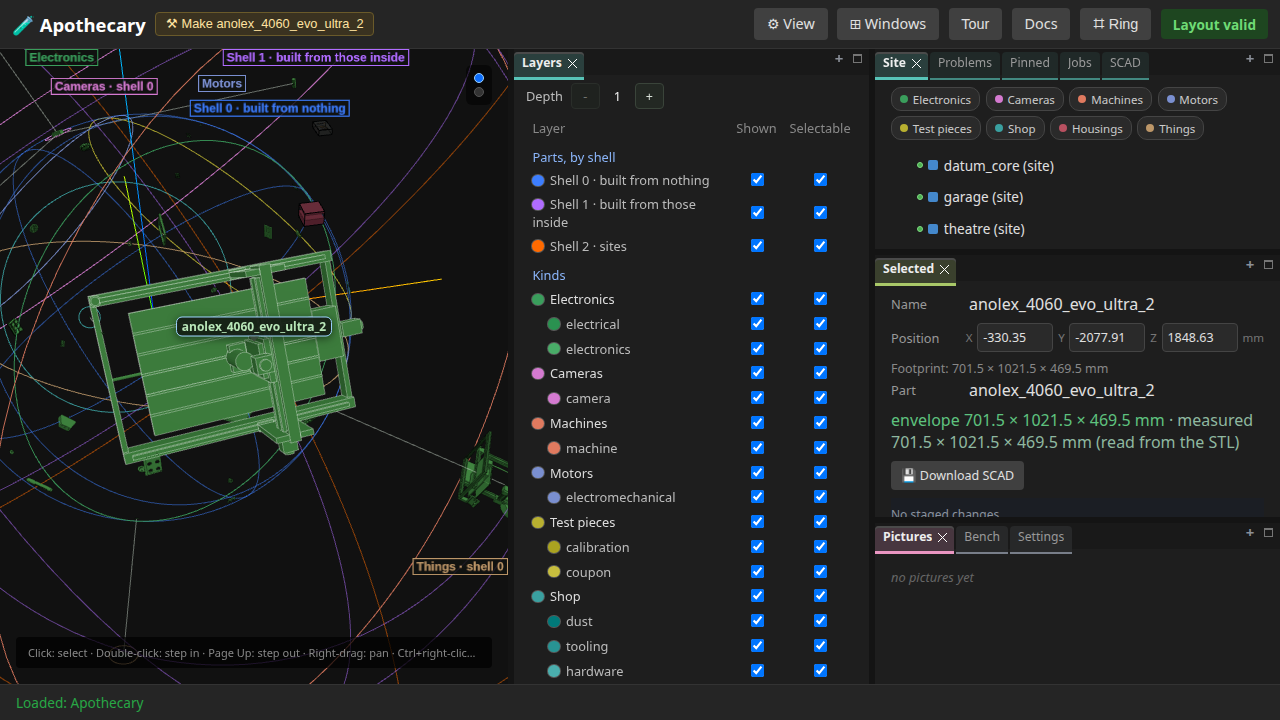 🧪 Apothecary
⚒ Make anolex_4060_evo_ultra_2
⚙ View
⊞ Windows
Tour
Docs
⌗ Ring
Layout valid
Electronics
Shell 1 · built from those inside
Cameras · shell 0
Motors
Shell 0 · built from nothing
anolex_4060_evo_ultra_2
Things · shell 0
Click: select · Double-click: step in · Page Up: step out · Right-drag: pan · Ctrl+right-clic...
Layers
Depth - 1 +
Layer Shown Selectable
Parts, by shell
Shell 0 · built from nothing
Shell 1 · built from those
inside
Shell 2 · sites
Kinds
Electronics
electrical
electronics
Cameras
camera
Machines
machine
Motors
electromechanical
Test pieces
calibration
coupon
Shop
dust
tooling
hardware
Site Problems Pinned Jobs SCAD
Electronics Cameras Machines Motors
Test pieces Shop Housings Things
datum_core (site)
garage (site)
theatre (site)
Selected
Name anolex_4060_evo_ultra_2
Position X -330.35 Y -2077.91 Z 1848.63 mm
Footprint: 701.5 × 1021.5 × 469.5 mm
Part anolex_4060_evo_ultra_2
envelope 701.5 × 1021.5 × 469.5 mm · measured
701.5 × 1021.5 × 469.5 mm (read from the STL)
💾 Download SCAD
No staged changes
Pictures Bench Settings
no pictures yet
Loaded: Apothecary